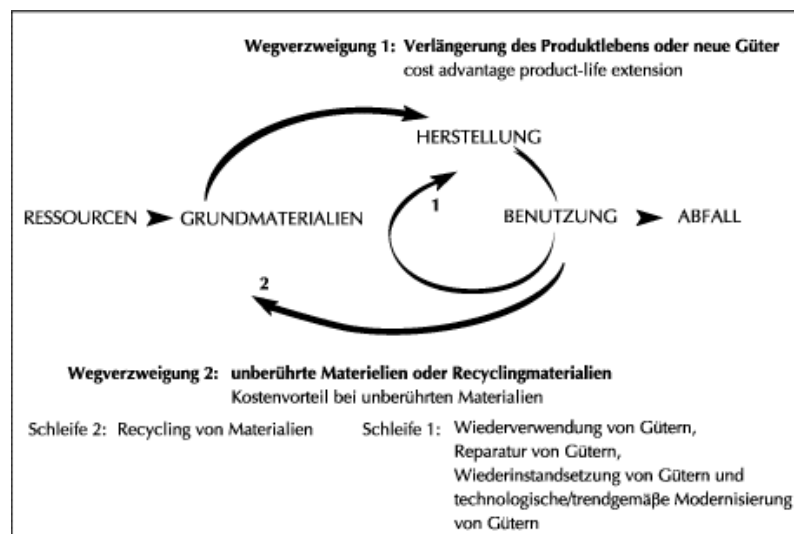 Wegverzweigung 1: Verlängerung des Produktlebens oder neue Güter
cost advantage product-life extension
HERSTELLUNG
1
RESSOURCEN GRUNDMATERIALIEN BENUTZUNG ABFALL
2
Wegverzweigung 2: unberührte Materielien oder Recyclingmaterialien
Kostenvorteil bei unberührten Materialien
Schleife 2: Recycling von Materialien
Schleife 1: Wiederverwendung von Gütern,
Reparatur von Gütern,
Wiederinstandsetzung von Gütern und
technologische/trendgemäße Modernisierung
von Gütern